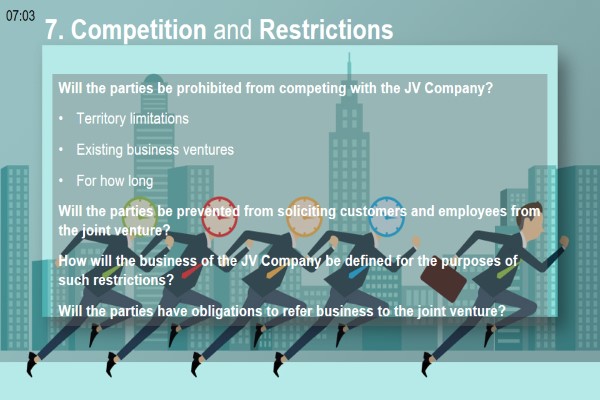 07:03
7. Competition and Restrictions
Will the parties be prohibited from competing with the JV Company?
• Territory limitations
• Existing business ventures
• For how long
Will the parties be prevented from soliciting customers and employees from
the joint venture?
How will the business of the JV Company be defined for the purposes of
such restrictions?
Will the parties have obligations to refer business to the joint venture?